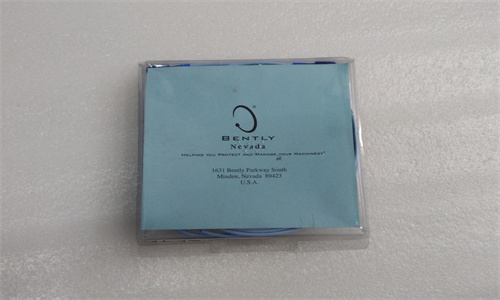 ®
BENTLY
Nevada
HELPING YOU PROTECT AND MANAGE YOUR MACHINERY®
1631 Bently Parkway South
Minden, Nevada 89423
U.S.A.